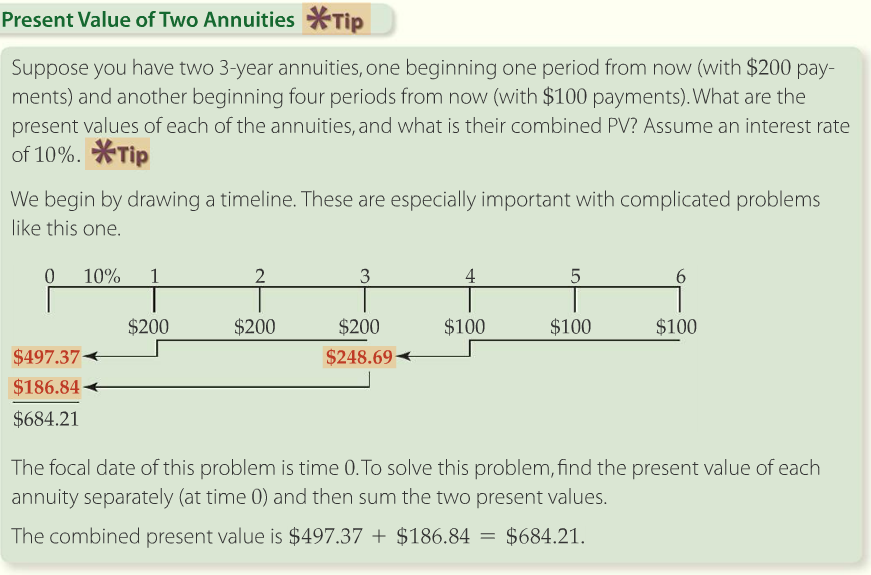 Present Value of Two Annuities *Tip
Suppose you have two 3-year annuities, one beginning one period from now (with $200 pay-
ments) and another beginning four periods from now (with $100 payments). What are the
present values of each of the annuities, and what is their combined PV? Assume an interest rate
of 10%. *Tip
We begin by drawing a timeline. These are especially important with complicated problems
like this one.
0 10% 1 2 3 4 5 6
$200 $200 $200 $100 $100 $100
$497.37 $248.69
$186.84
$684.21
The focal date of this problem is time 0. To solve this problem, find the present value of each
annuity separately (at time 0) and then sum the two present values.
The combined present value is $497.37 + $186.84 = $684.21.